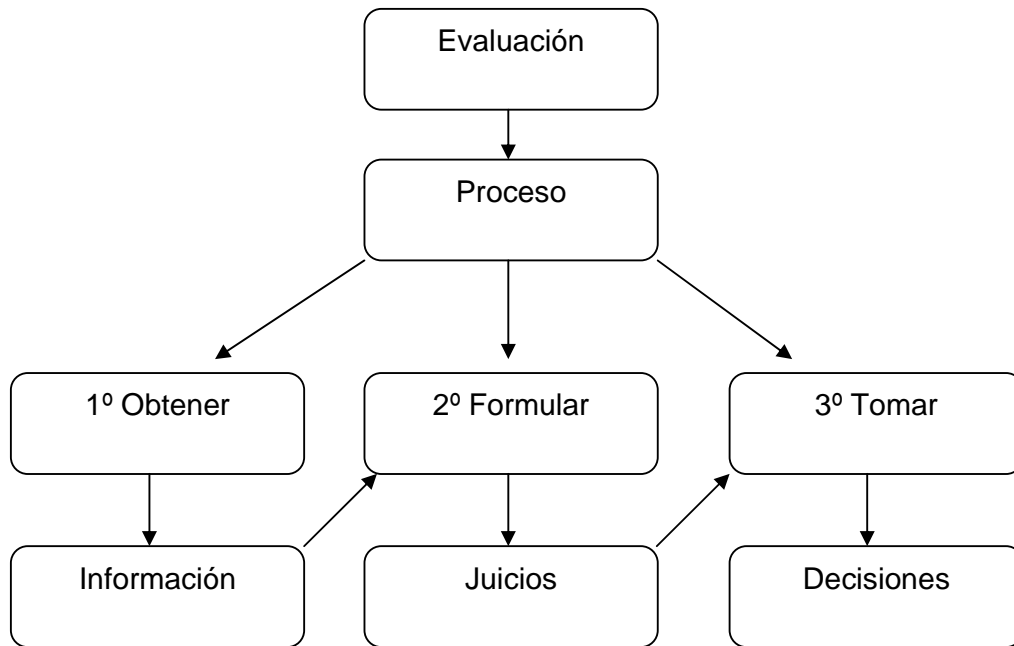 Evaluación
Proceso
1º Obtener
2º Formular
3º Tomar
Información
Juicios
Decisiones